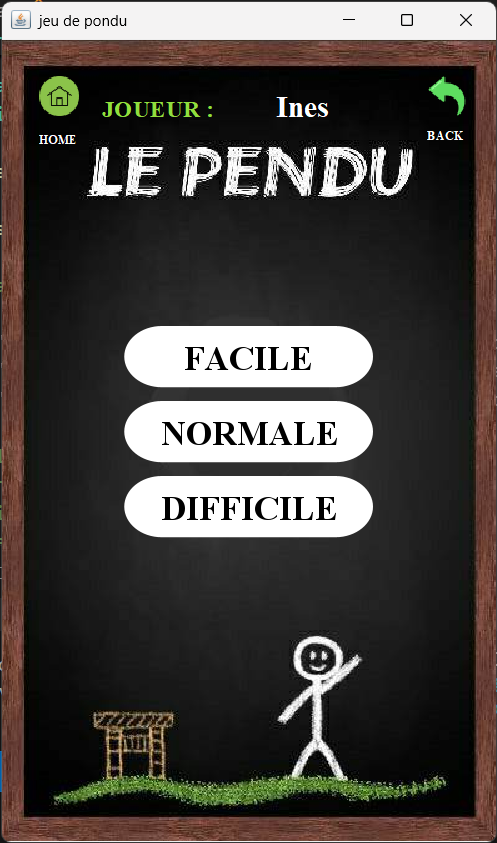 jeu de pondu
JOUEUR : Ines
HOME
BACK
LE PENDU
FACILE
NORMALE
DIFFICILE